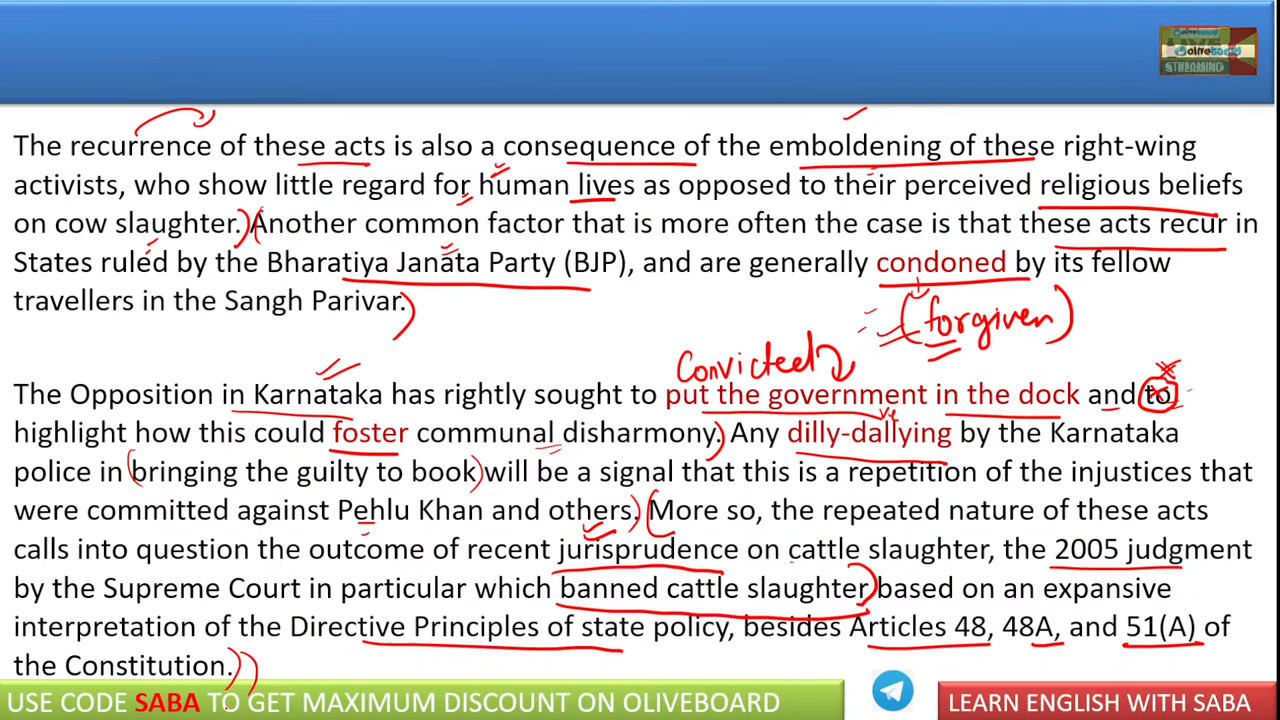 oliveboard
LIVE
oliveboard
STREAMING
The recurrence of these acts is also a consequence of the emboldening of these right-wing
activists, who show little regard for human lives as opposed to their perceived religious beliefs
on cow slaughter. Another common factor that is more often the case is that these acts recur in
States ruled by the Bharatiya Janata Party (BJP), and are generally condoned by its fellow
travellers in the Sangh Parivar.
(forgiven)
Convicted
The Opposition in Karnataka has rightly sought to put the government in the dock and to
highlight how this could foster communal disharmony. Any dilly-dallying by the Karnataka
police in bringing the guilty to book will be a signal that this is a repetition of the injustices that
were committed against Pehlu Khan and others. More so, the repeated nature of these acts
calls into question the outcome of recent jurisprudence on cattle slaughter, the 2005 judgment
by the Supreme Court in particular which banned cattle slaughter based on an expansive
interpretation of the Directive Principles of state policy, besides Articles 48, 48A, and 51(A) of
the Constitution.
USE CODE SABA TO GET MAXIMUM DISCOUNT ON OLIVEBOARD
LEARN ENGLISH WITH SABA